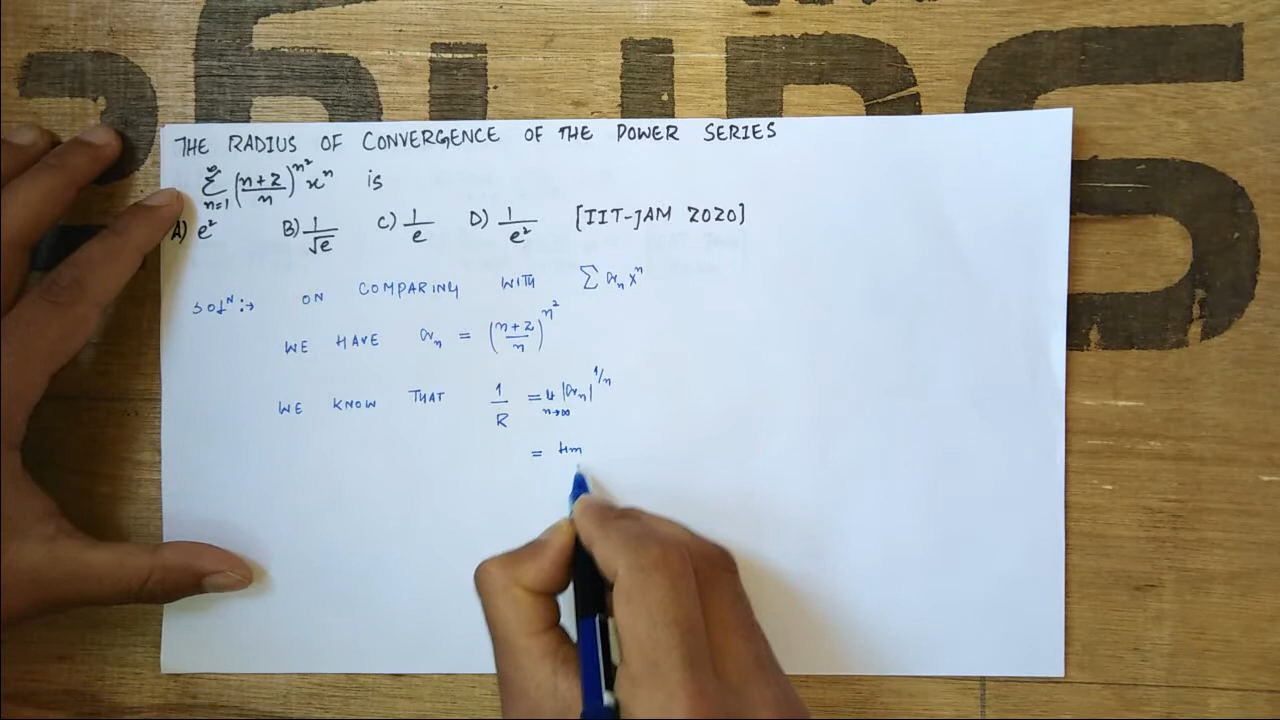 THE RADIUS OF CONVERGENCE OF THE POWER SERIES
∞∑n=1 ((n+2)/n)^n² xⁿ is
A) e² B) 1/√e C) 1/e D) 1/e² [IIT-JAM 2020]
SOLᴺ :→ ON COMPARING WITH ∑ aₙ xⁿ
WE HAVE aₙ = ((n+2)/n)^n²
WE KNOW THAT 1/R = lt n→∞ |aₙ|^1/n
= lim